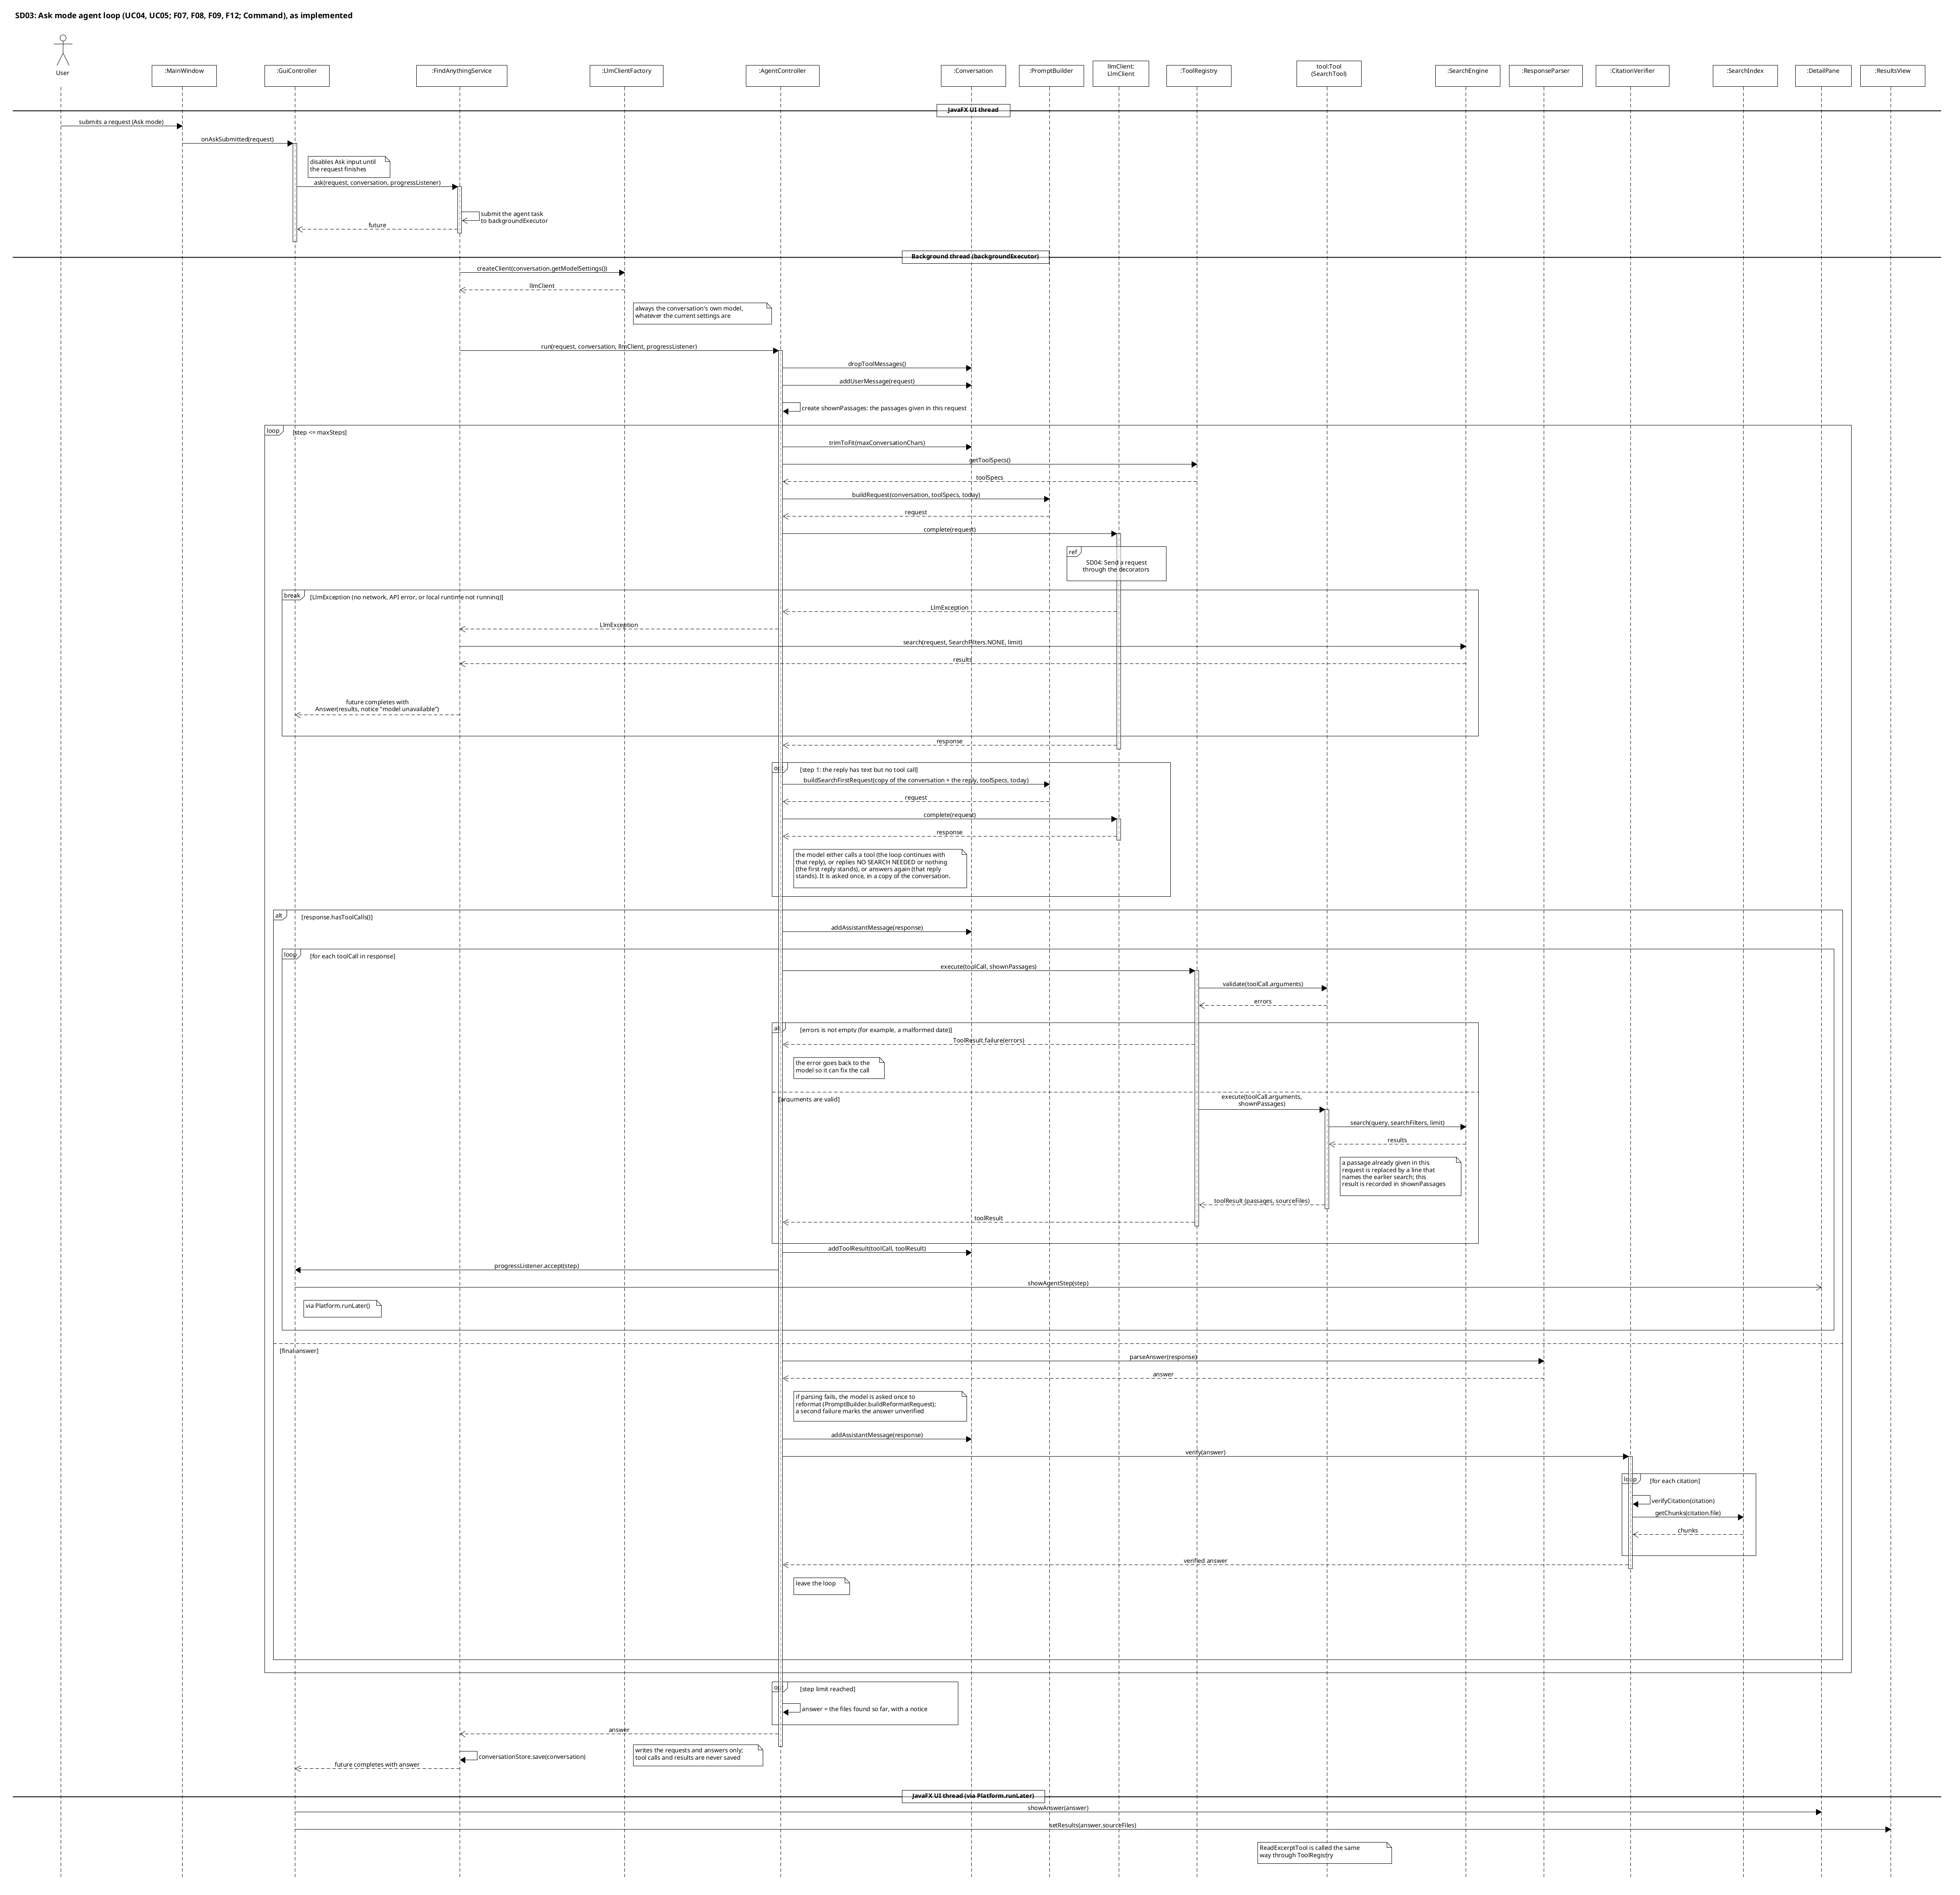 SD03: Ask mode agent loop (UC04, UC05; F07, F08, F09, F12; Command), as implemented
User
:MainWindow
:GuiController
:FindAnythingService
:LlmClientFactory
:AgentController
:Conversation
:PromptBuilder
llmClient:
LlmClient
:ToolRegistry
tool:Tool
(SearchTool)
:SearchEngine
:ResponseParser
:CitationVerifier
:SearchIndex
:DetailPane
:ResultsView
JavaFX UI thread
submits a request (Ask mode)
onAskSubmitted(request)
disables Ask input until
the request finishes
ask(request, conversation, progressListener)
submit the agent task
to backgroundExecutor
future
Background thread (backgroundExecutor)
createClient(conversation.getModelSettings())
llmClient
always the conversation's own model,
whatever the current settings are
run(request, conversation, llmClient, progressListener)
dropToolMessages()
addUserMessage(request)
create shownPassages: the passages given in this request
loop
[step <= maxSteps]
trimToFit(maxConversationChars)
getToolSpecs()
toolSpecs
buildRequest(conversation, toolSpecs, today)
request
complete(request)
ref
SD04: Send a request
through the decorators
break
[LlmException (no network, API error, or local runtime not running)]
LlmException
LlmException
search(request, SearchFilters.NONE, limit)
results
future completes with
Answer(results, notice "model unavailable")
response
opt
[step 1: the reply has text but no tool call]
buildSearchFirstRequest(copy of the conversation + the reply, toolSpecs, today)
request
complete(request)
response
the model either calls a tool (the loop continues with
that reply), or replies NO SEARCH NEEDED or nothing
(the first reply stands), or answers again (that reply
stands). It is asked once, in a copy of the conversation.
alt
[response.hasToolCalls()]
addAssistantMessage(response)
loop
[for each toolCall in response]
execute(toolCall, shownPassages)
validate(toolCall.arguments)
errors
alt
[errors is not empty (for example, a malformed date)]
ToolResult.failure(errors)
the error goes back to the
model so it can fix the call
[arguments are valid]
execute(toolCall.arguments,
shownPassages)
search(query, searchFilters, limit)
results
a passage already given in this
request is replaced by a line that
names the earlier search; this
result is recorded in shownPassages
toolResult (passages, sourceFiles)
toolResult
addToolResult(toolCall, toolResult)
progressListener.accept(step)
showAgentStep(step)
via Platform.runLater()
[final answer]
parseAnswer(response)
answer
if parsing fails, the model is asked once to
reformat (PromptBuilder.buildReformatRequest);
a second failure marks the answer unverified
addAssistantMessage(response)
verify(answer)
loop
[for each citation]
verifyCitation(citation)
getChunks(citation.file)
chunks
verified answer
leave the loop
opt
[step limit reached]
answer = the files found so far, with a notice
answer
conversationStore.save(conversation)
writes the requests and answers only;
tool calls and results are never saved
future completes with answer
JavaFX UI thread (via Platform.runLater)
showAnswer(answer)
setResults(answer.sourceFiles)
ReadExcerptTool is called the same
way through ToolRegistry